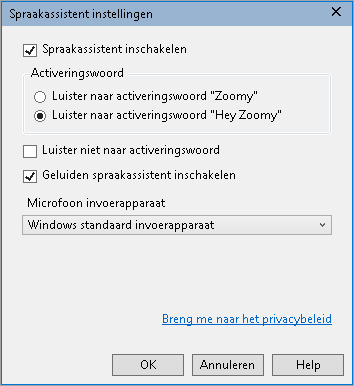 Spraakassistent instellingen
Spraakassistent inschakelen
Activeringswoord
Luister naar activeringswoord "Zoomy"
Luister naar activeringswoord "Hey Zoomy"
Luister niet naar activeringswoord
Geluiden spraakassistent inschakelen
Microfoon invoerapparaat
Windows standaard invoerapparaat
Breng me naar het privacybeleid
OK Annuleren Help